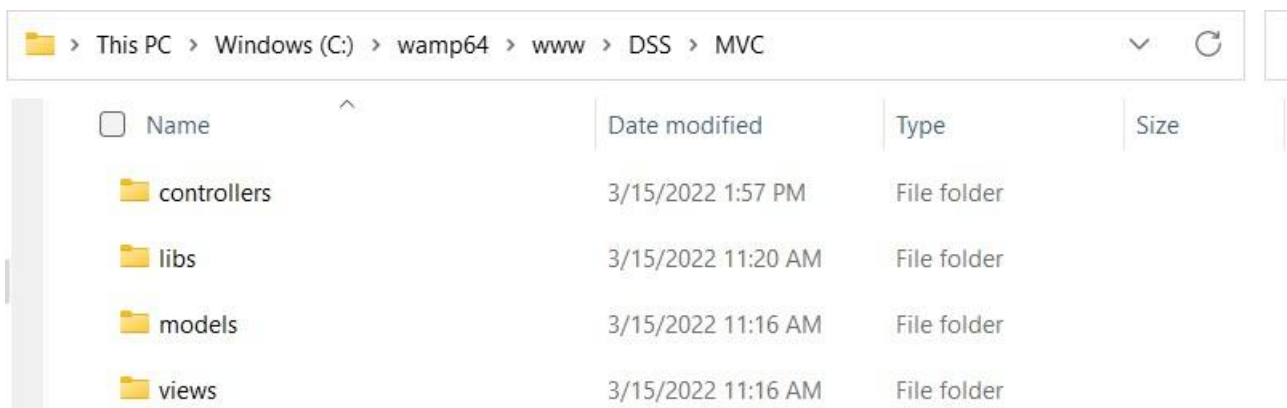 This PC > Windows (C:) > wamp64 > www > DSS > MVC
Name Date modified Type Size
controllers 3/15/2022 1:57 PM File folder
libs 3/15/2022 11:20 AM File folder
models 3/15/2022 11:16 AM File folder
views 3/15/2022 11:16 AM File folder